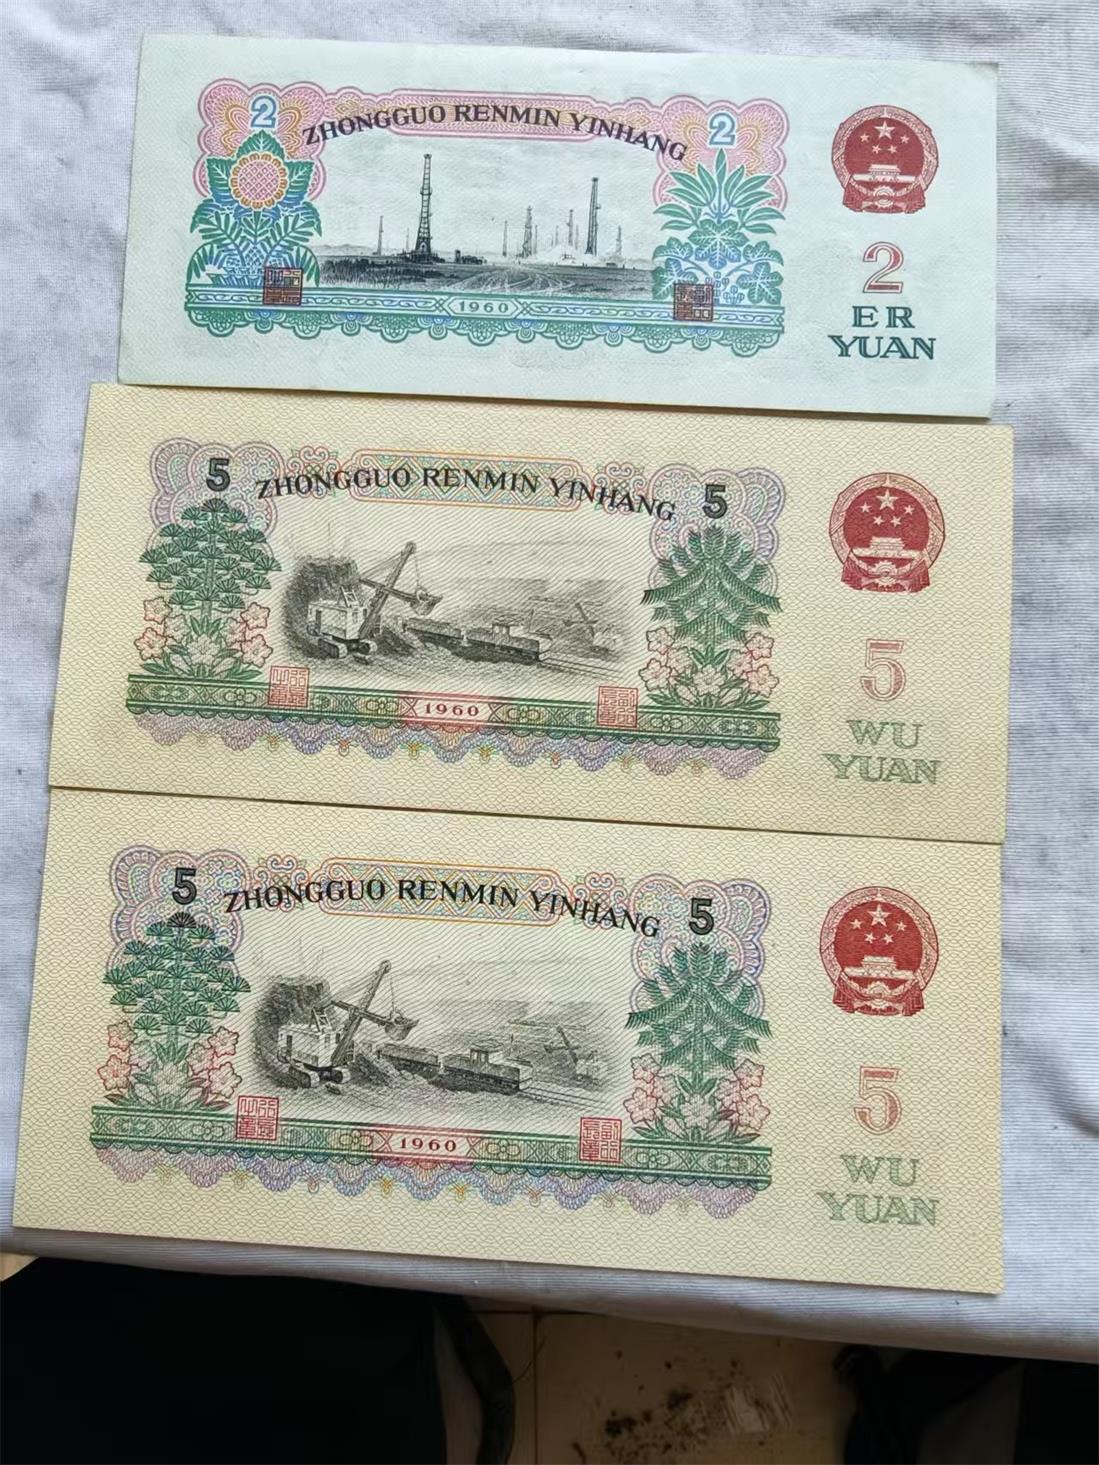 2 ZHONGGUO RENMIN YINHANG 2
2
ER
YUAN
1960
5 ZHONGGUO RENMIN YINHANG 5
5
WU
YUAN
1960
5 ZHONGGUO RENMIN YINHANG 5
5
WU
YUAN
1960